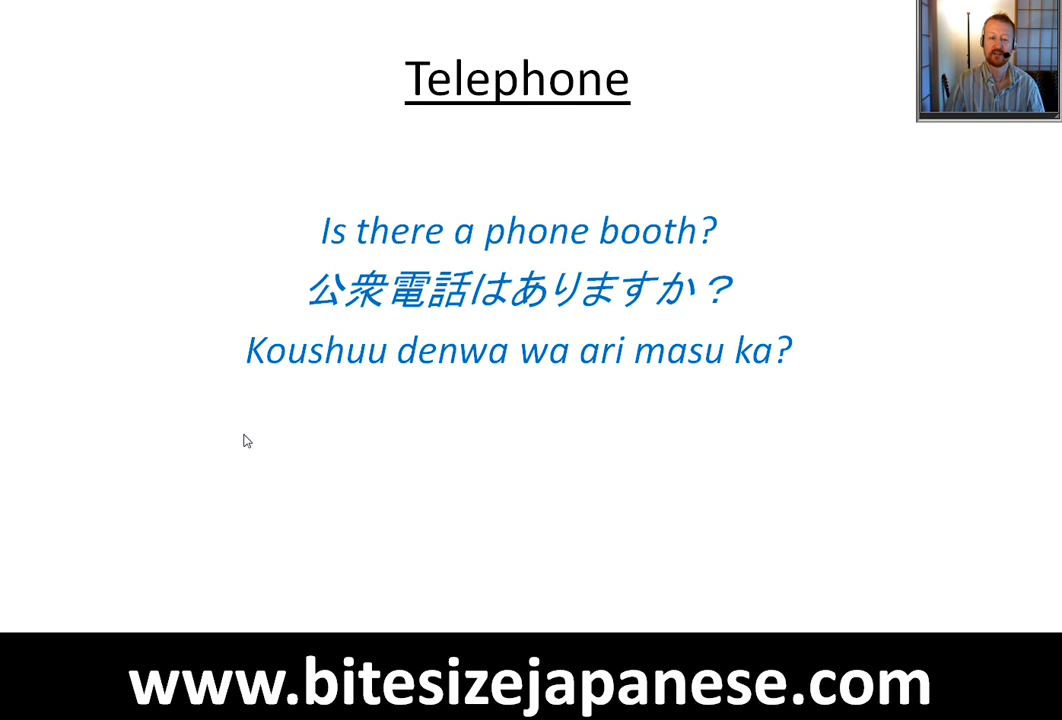 Telephone
Is there a phone booth?
公衆電話はありますか？
Koushuu denwa wa ari masu ka?
www.bitesizejapanese.com